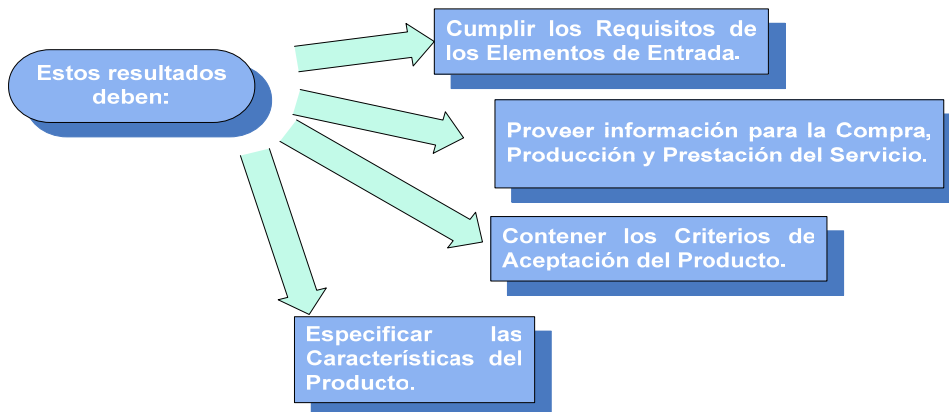 Estos resultados
deben:
Cumplir los Requisitos de
los Elementos de Entrada.
Proveer información para la Compra,
Producción y Prestación del Servicio.
Contener los Criterios de
Aceptación del Producto.
Especificar las
Características del
Producto.